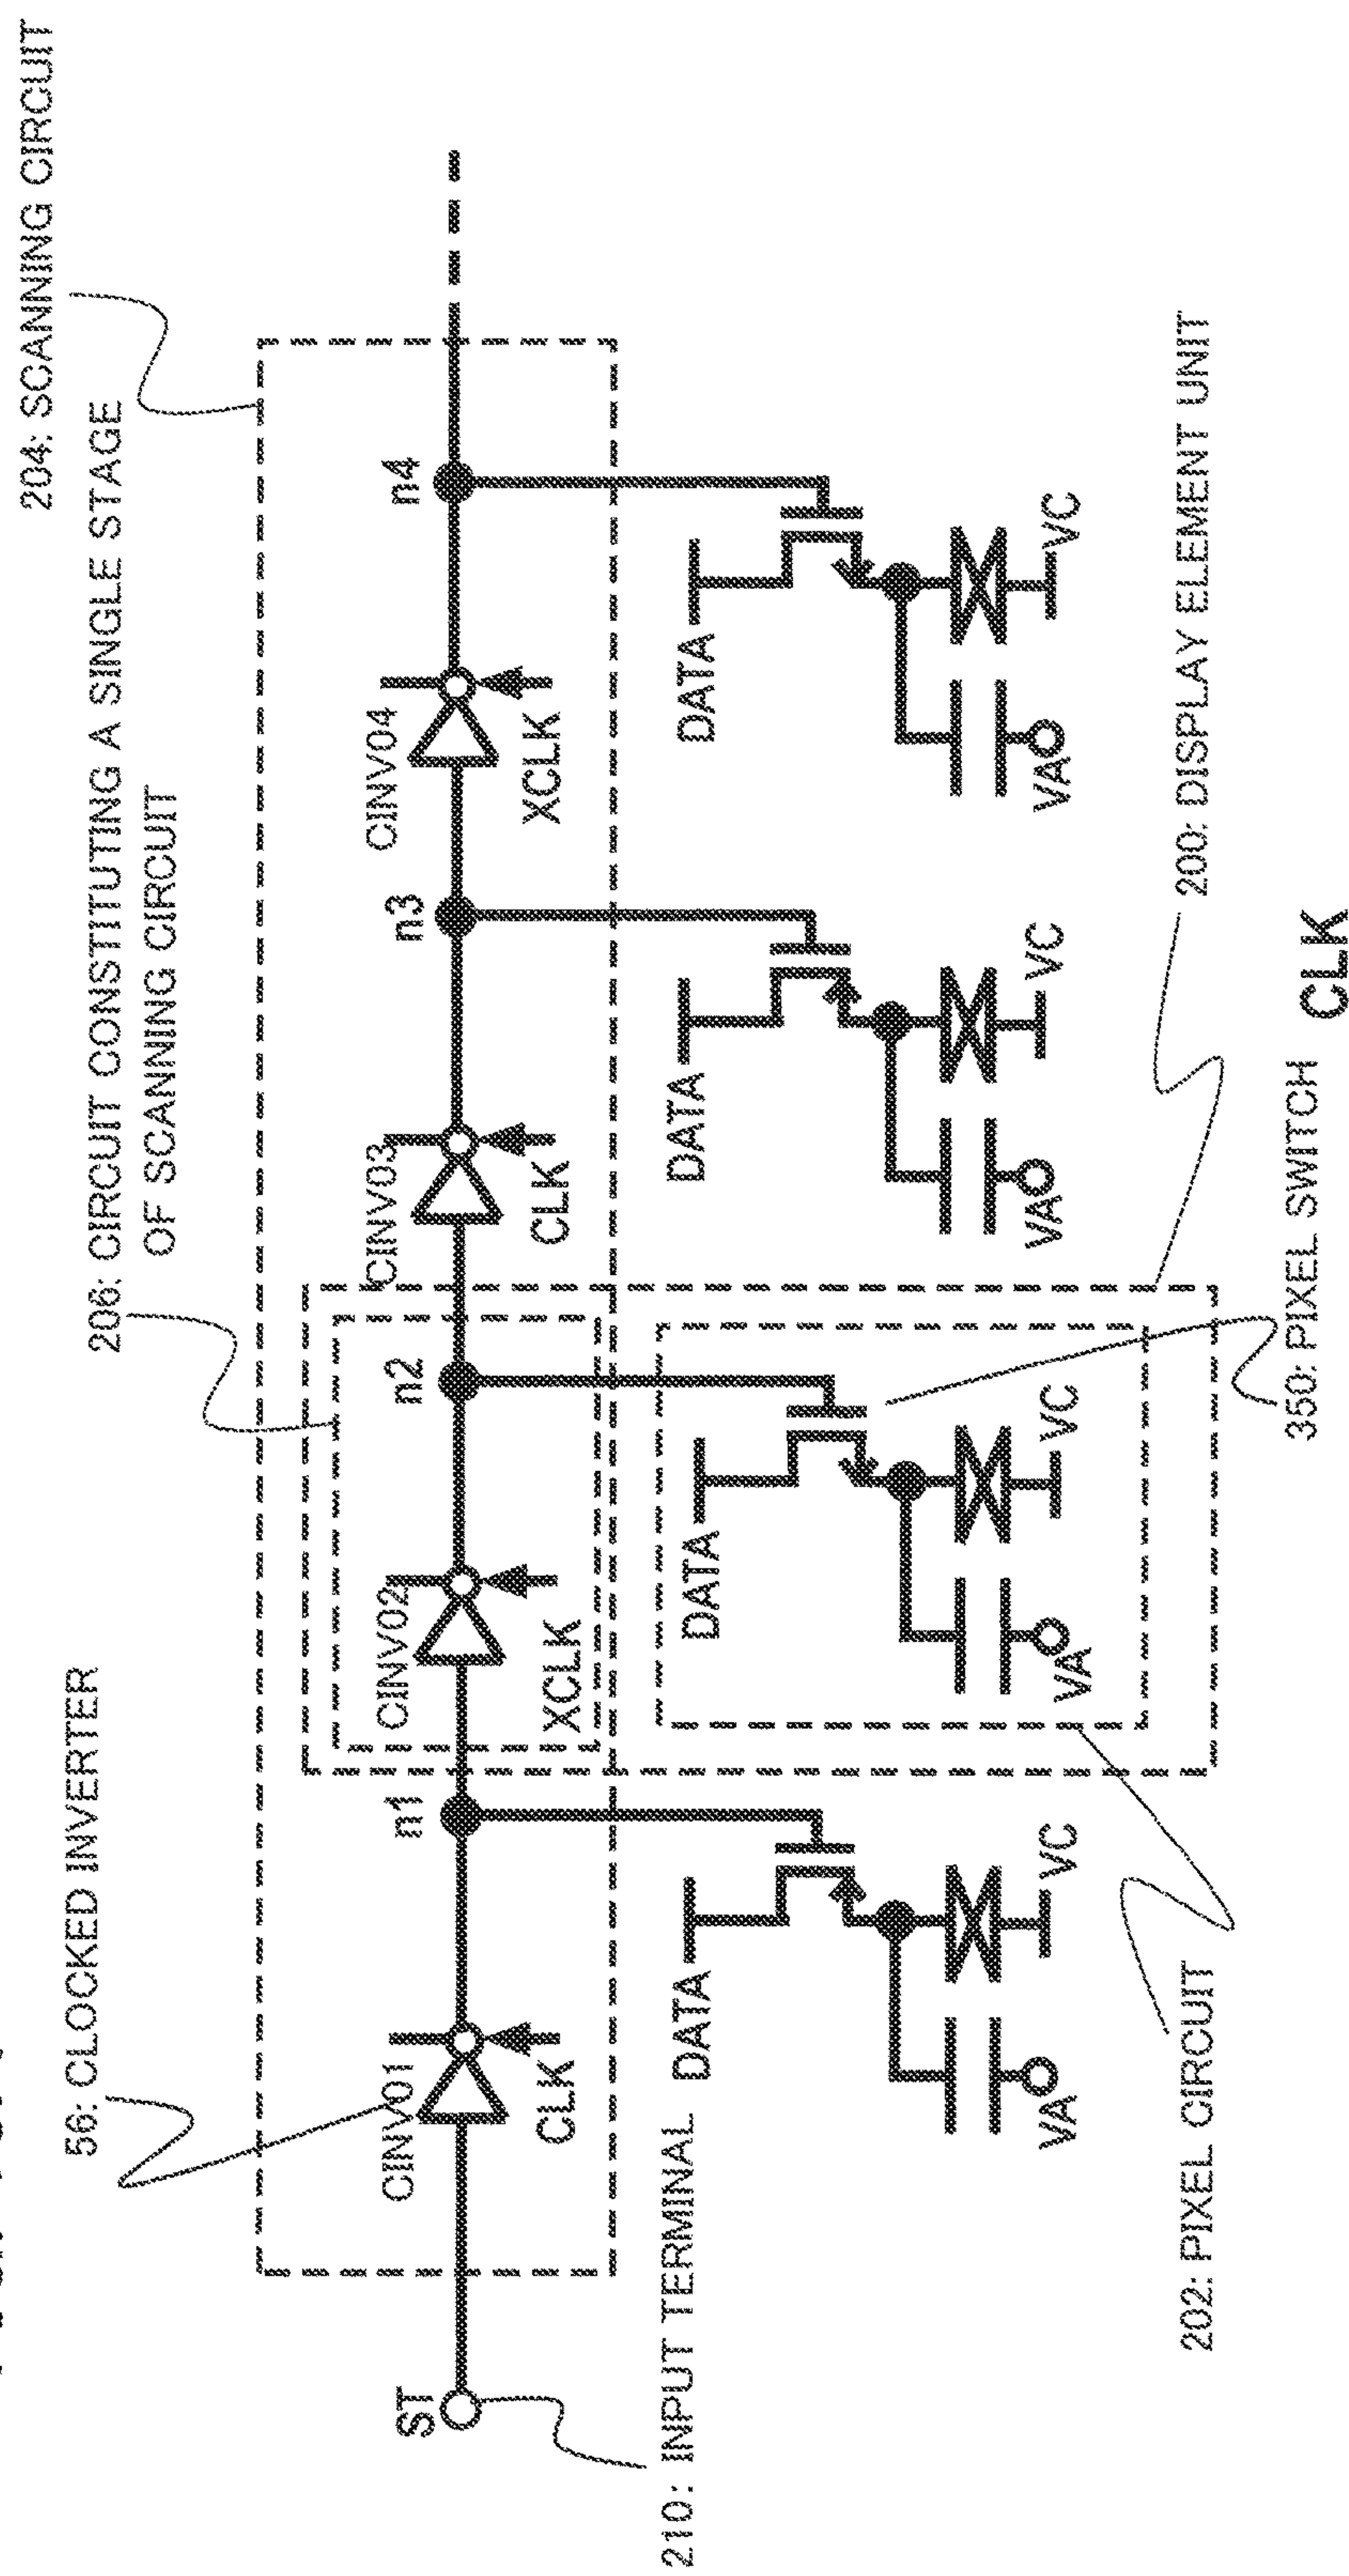 204: SCANNING CIRCUIT
206: CIRCUIT CONSTITUTING A SINGLE STAGE
OF SCANNING CIRCUIT
56: CLOCKED INVERTER
ST
CINV01
n1
CINV02
n2
CINV03
n3
CINV04
n4
CLK
XCLK
CLK
XCLK
210: INPUT TERMINAL
DATA
DATA
DATA
DATA
VA
VC
VA
VC
VA
VC
VA
VC
202: PIXEL CIRCUIT
200: DISPLAY ELEMENT UNIT
350: PIXEL SWITCH
CLK